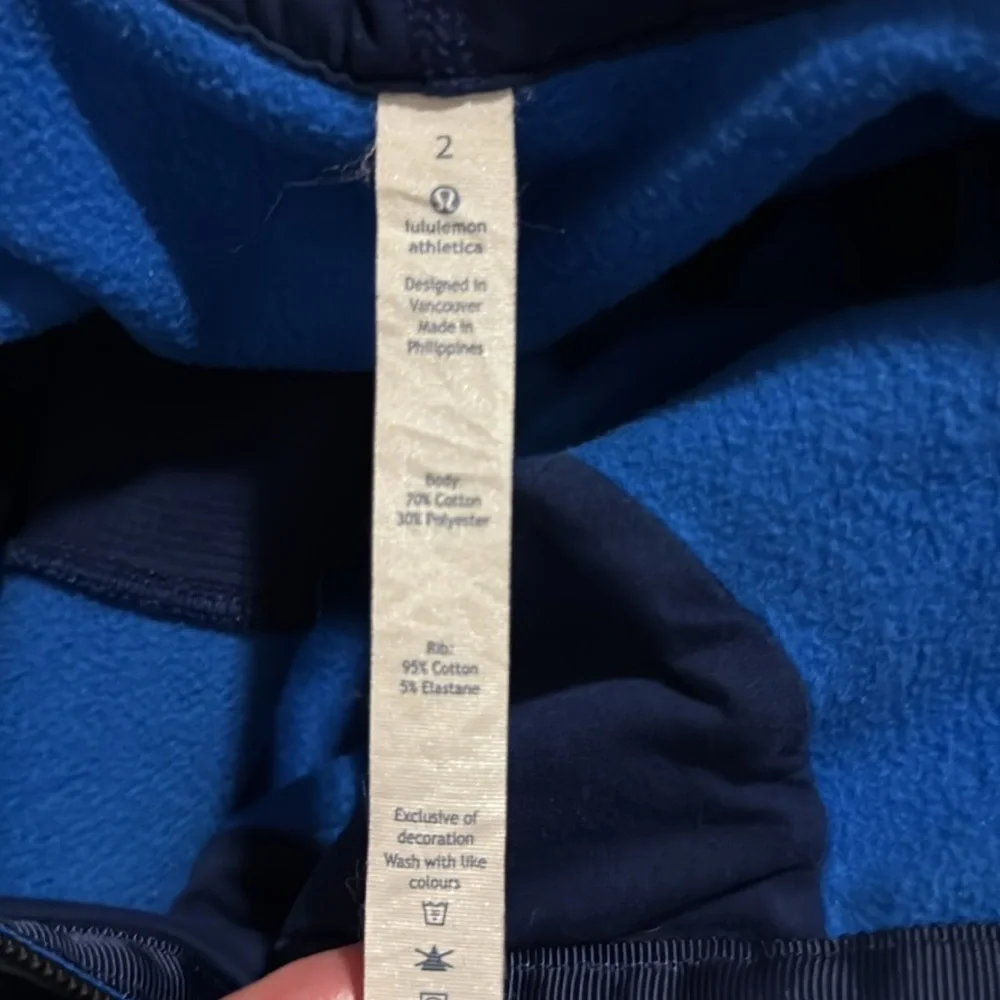 2
lululemon
athletica
Designed in
Vancouver
Made in
Philippines
Body:
70% Cotton
30% Polyester
Rib:
95% Cotton
5% Elastane
Exclusive of
decoration
Wash with like
colours